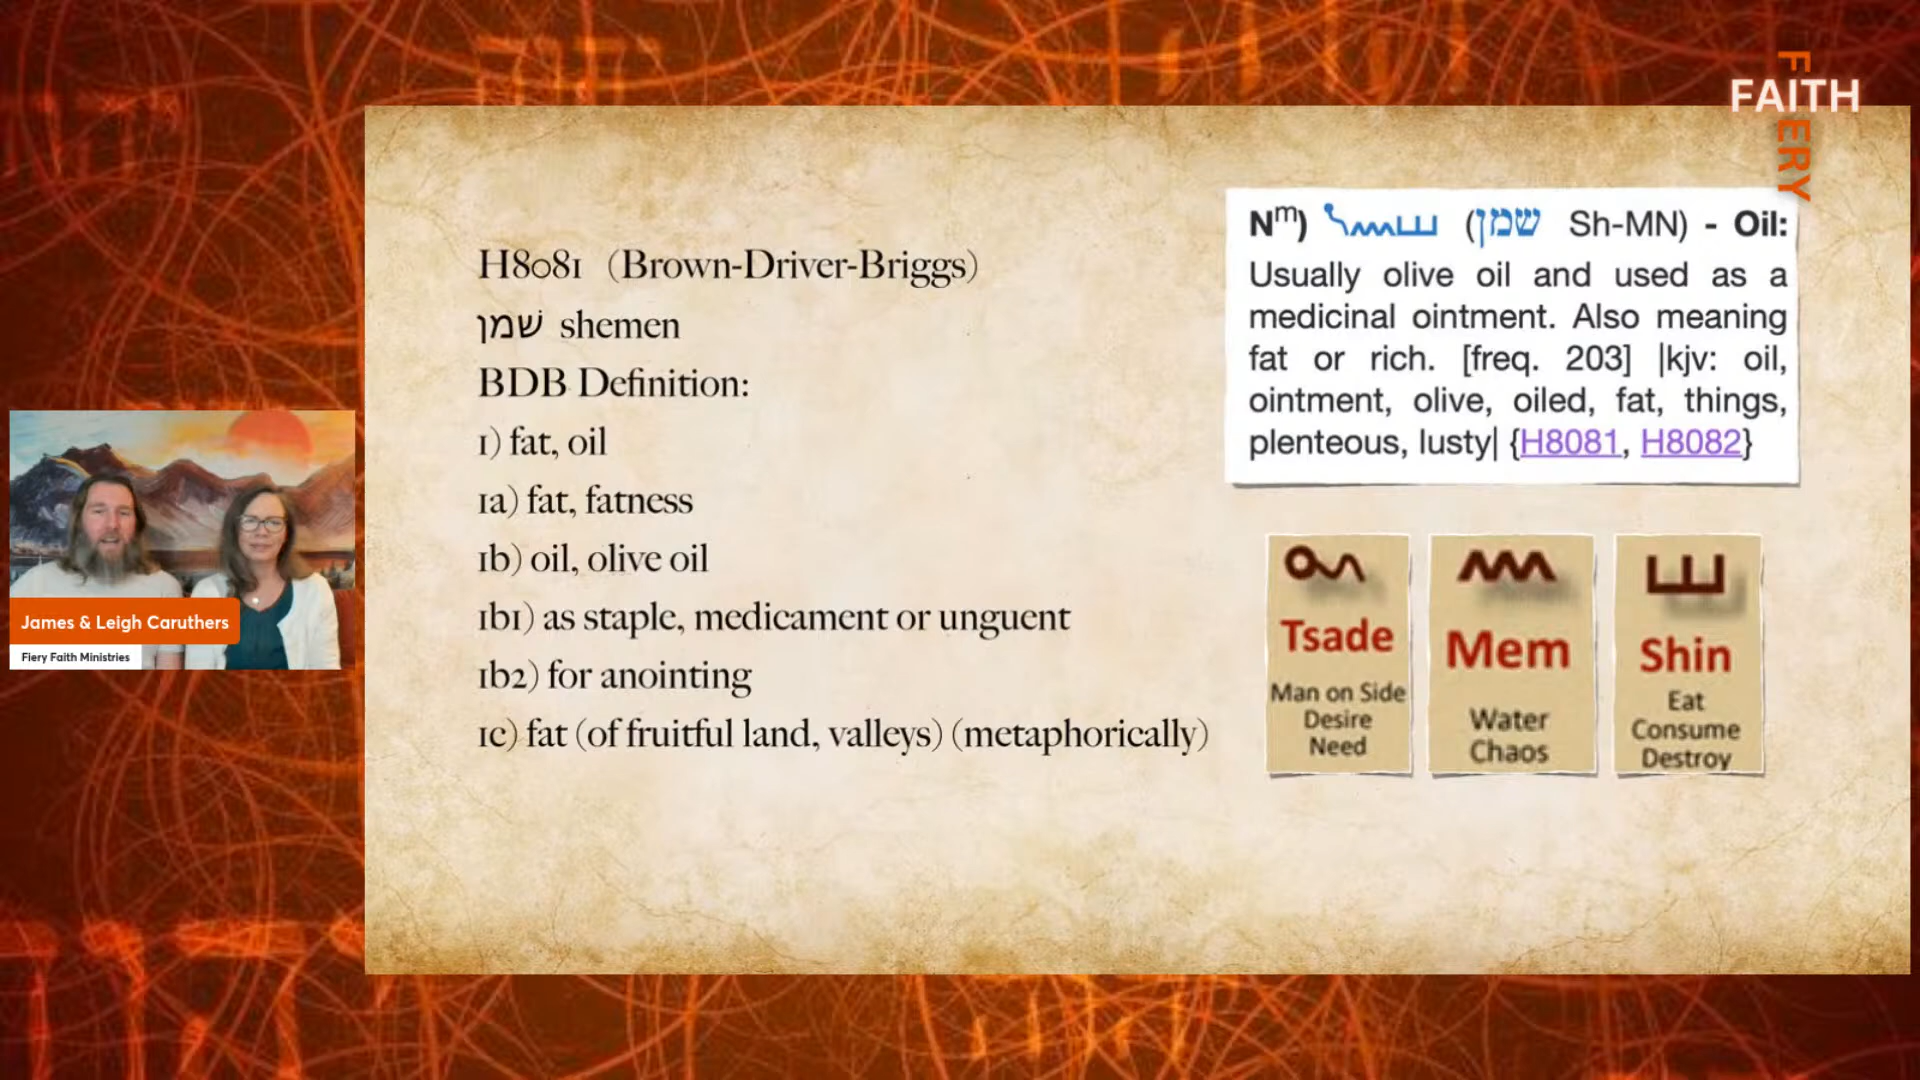 FIERY
FAITH
H8081 (Brown-Driver-Briggs)
שׁמן shemen
BDB Definition:
1) fat, oil
1a) fat, fatness
1b) oil, olive oil
1b1) as staple, medicament or unguent
1b2) for anointing
1c) fat (of fruitful land, valleys) (metaphorically)
Nm) (שמן Sh-MN) - Oil:
Usually olive oil and used as a
medicinal ointment. Also meaning
fat or rich. [freq. 203] |kjv: oil,
ointment, olive, oiled, fat, things,
plenteous, lusty| {H8081, H8082}
Tsade
Man on Side
Desire
Need
Mem
Water
Chaos
Shin
Eat
Consume
Destroy
James & Leigh Caruthers
Fiery Faith Ministries